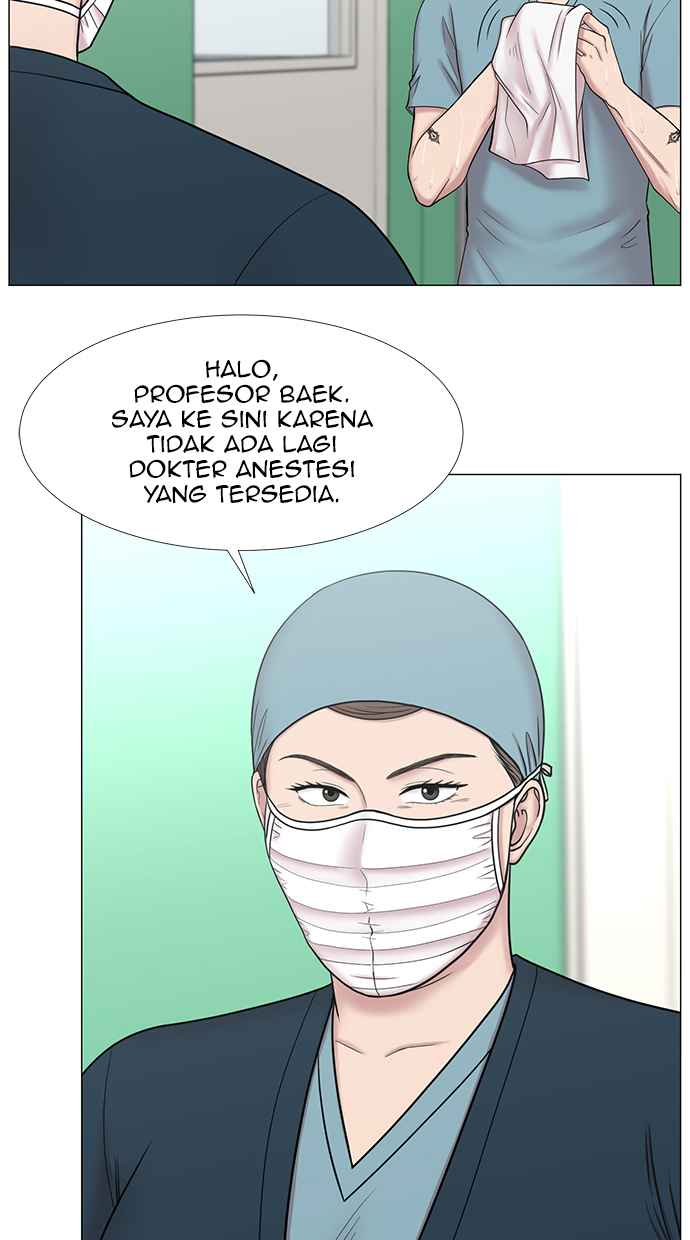 HALO,
PROFESOR BAEK.
SAYA KE SINI KARENA
TIDAK ADA LAGI
DOKTER ANESTESI
YANG TERSEDIA.